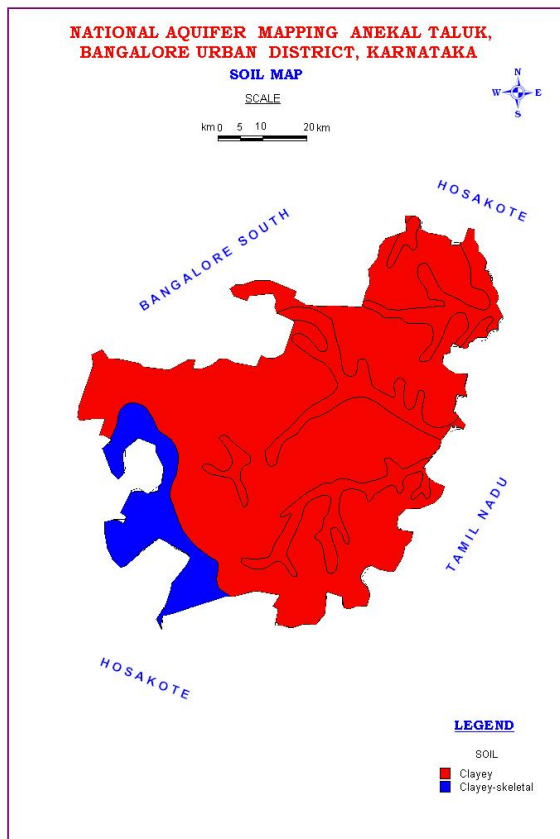 NATIONAL AQUIFER MAPPING ANEKAL TALUK,
BANGALORE URBAN DISTRICT, KARNATAKA
SOIL MAP
SCALE
N
W E
S
km 0 5 10 20 km
HOSAKOTE
BANGALORE SOUTH
TAMIL NADU
HOSAKOTE
LEGEND
SOIL
Clayey
Clayey-skeletal